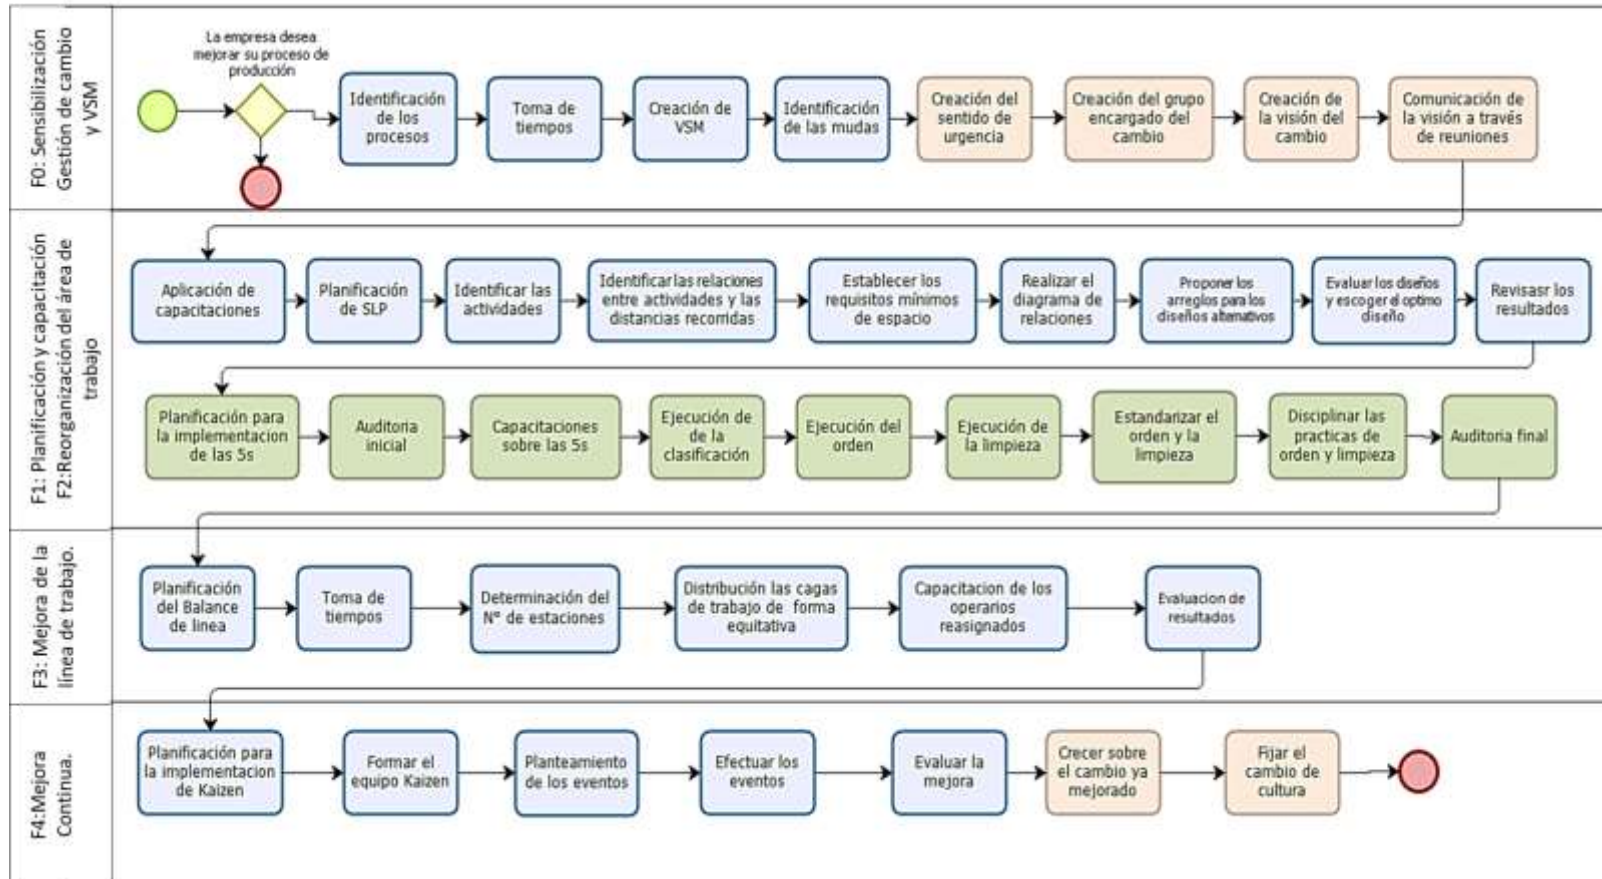 F0: Sensibilización
Gestión de cambio
y VSM
La empresa desea
mejorar su proceso de
producción
Identificación
de los
procesos
Toma de
tiempos
Creación de
VSM
Identificación
de las mudas
Creación del
sentido de
urgencia
Creación del grupo
encargado del
cambio
Creación de
la visión del
cambio
Comunicación de
la visión a través
de reuniones
F1: Planificación y capacitación
F2:Reorganización del área de
trabajo
Aplicación de
capacitaciones
Planificación
de SLP
Identificar las
actividades
Identificar las relaciones
entre actividades y las
distancias recorridas
Establecer los
requisitos mínimos
de espacio
Realizar el
diagrama de
relaciones
Proponer los
arreglos para los
diseños alternativos
Evaluar los diseños
y escoger el optimo
diseño
Revisasr los
resultados
Planificación para
la implementacion
de las 5s
Auditoria
inicial
Capacitaciones
sobre las 5s
Ejecución de
de la
clasificación
Ejecución del
orden
Ejecución de
la limpieza
Estandarizar el
orden y la
limpieza
Disciplinar las
practicas de
orden y limpieza
Auditoria final
F3: Mejora de la
línea de trabajo.
Planificación
del Balance
de linea
Toma de
tiempos
Determinación del
N° de estaciones
Distribución las cagas
de trabajo de forma
equitativa
Capacitacion de los
operarios
reasignados
Evaluacion de
resultados
F4:Mejora
Continua.
Planificación para
la implementacion
de Kaizen
Formar el
equipo Kaizen
Planteamiento
de los eventos
Efectuar los
eventos
Evaluar la
mejora
Crecer sobre
el cambio ya
mejorado
Fijar el
cambio de
cultura